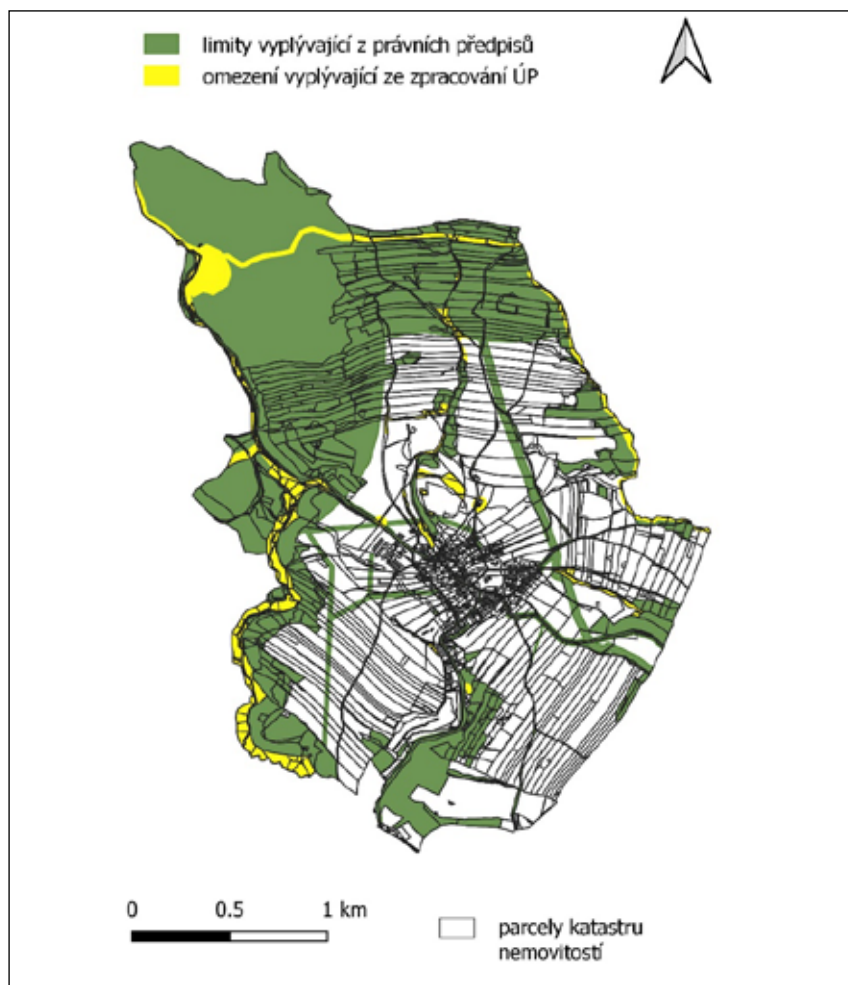 limity vyplývající z právních předpisů
omezení vyplývající ze zpracování ÚP
0 0.5 1 km
parcely katastru
nemovitostí